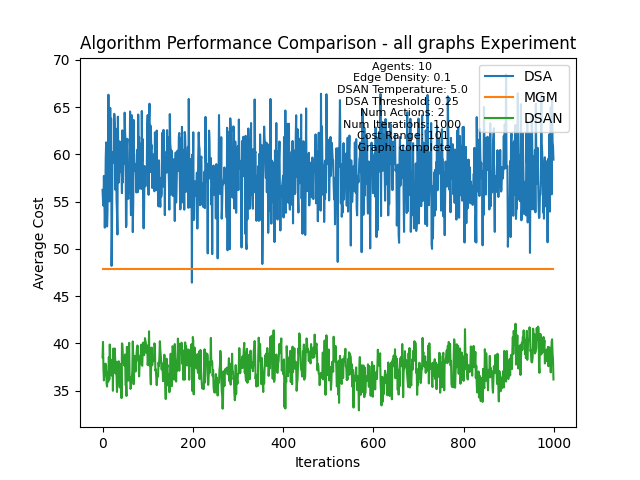 Algorithm Performance Comparison - all graphs Experiment
70
65
60
55
50
45
40
35
Average Cost
Agents: 10
Edge Density: 0.1
DSAN Temperature: 5.0
DSA Threshold: 0.25
Num Actions: 2
Num Iterations: 1000
Cost Range: 101
Graph: complete
DSA
MGM
DSAN
0
200
400
600
800
1000
Iterations